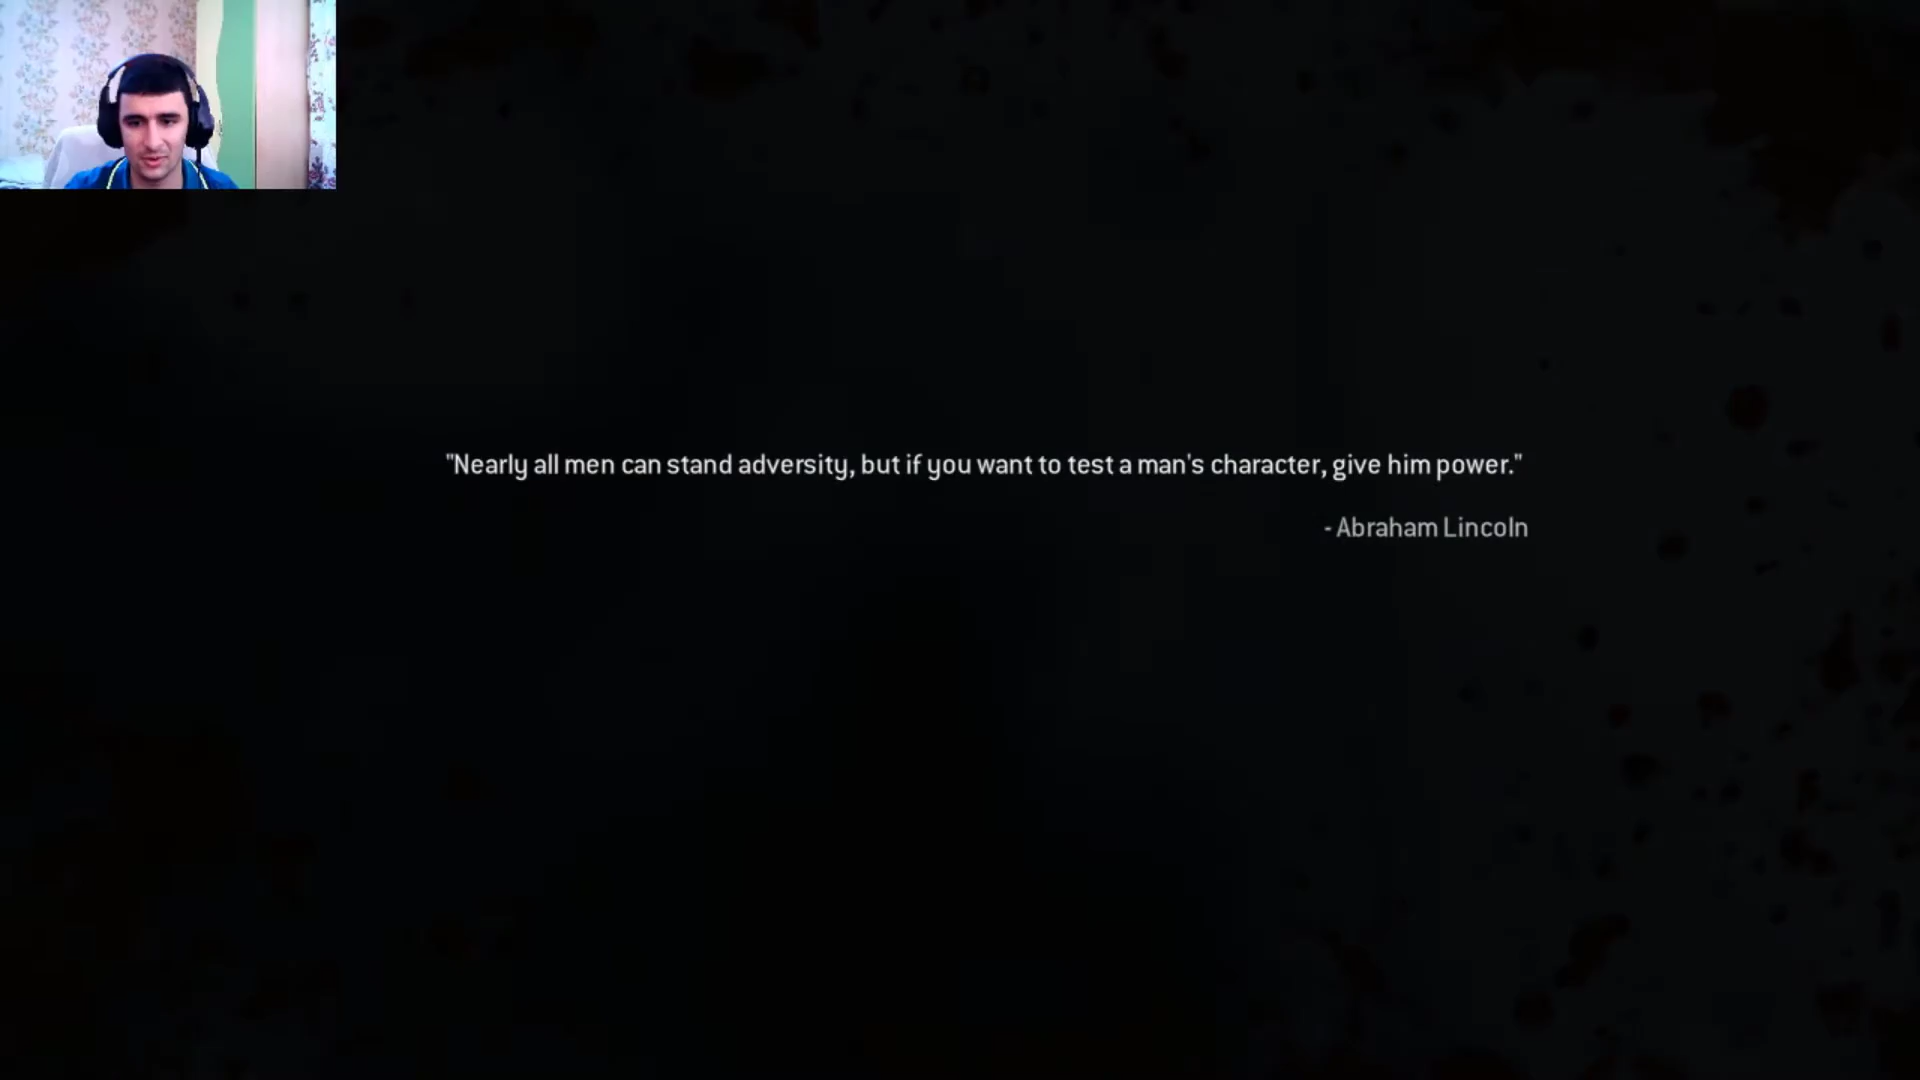 "Nearly all men can stand adversity, but if you want to test a man's character, give him power."
- Abraham Lincoln